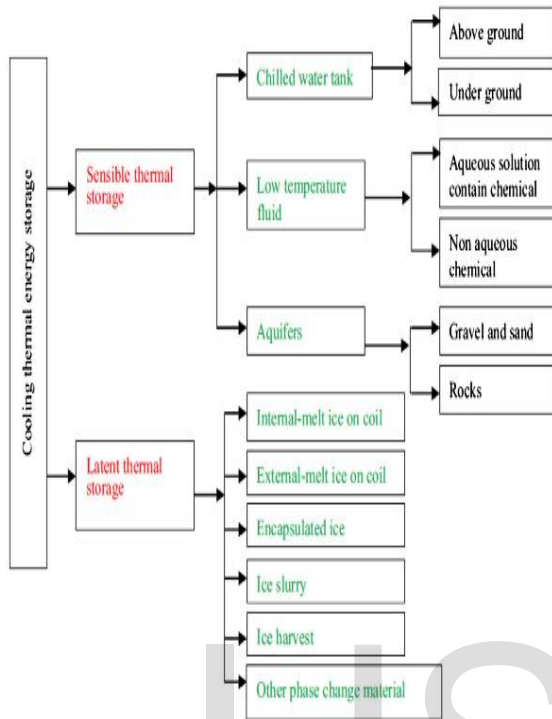 Cooling thermal energy storage
Sensible thermal
storage
Chilled water tank
Above ground
Under ground
Low temperature
fluid
Aqueous solution
contain chemical
Non aqueous
chemical
Aquifers
Gravel and sand
Rocks
Latent thermal
storage
Internal-melt ice on coil
External-melt ice on coil
Encapsulated ice
Ice slurry
Ice harvest
Other phase change material